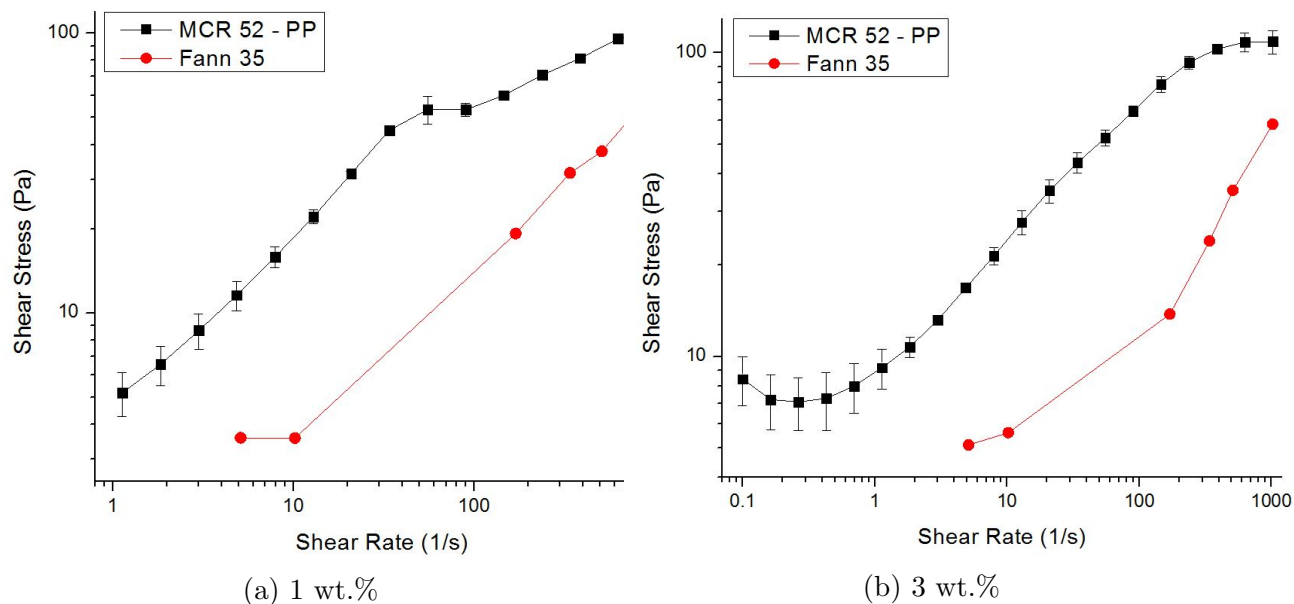 MCR 52 - PP
Fann 35
100
10
Shear Stress (Pa)
1 10 100
Shear Rate (1/s)
(a) 1 wt.%
MCR 52 - PP
Fann 35
100
10
Shear Stress (Pa)
0.1 1 10 100 1000
Shear Rate (1/s)
(b) 3 wt.%